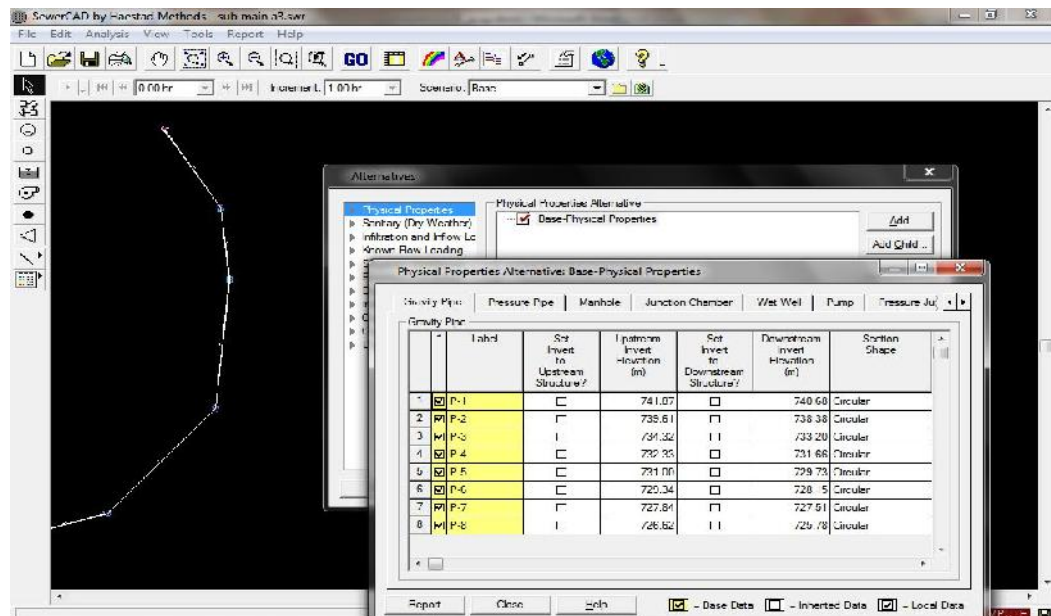 SewerCAD by Haestad Methods sub main a3.swr
File Edit Analysis View Tools Report Help
GO
0.00 hr Increment: 1.00 hr Scenario: Base
Alternatives
Physical Properties
Sanitary (Dry Weather)
Infiltration and Inflow Lo
Known Flow Loading
Physical Properties Alternative
Base-Physical Properties
Add
Add Child...
Physical Properties Alternative: Base-Physical Properties
Gravity Pipe Pressure Pipe Manhole Junction Chamber Wet Well Pump Pressure Ju
Gravity Pipe
Label Set Invert to Upstream Structure? Upstream Invert Elevation (m) Set Invert to Downstream Structure? Downstream Invert Elevation (m) Section Shape
1 P-1 741.07 740.68 Circular
2 P-2 739.61 738.38 Circular
3 P-3 734.32 733.20 Circular
4 P-4 732.33 731.66 Circular
5 P-5 731.00 729.73 Circular
6 P-6 729.34 Circular
7 P-7 727.84 727.51 Circular
8 P-8 726.62 725.78 Circular
Report Close Help = Base Data = Inherited Data = Local Data